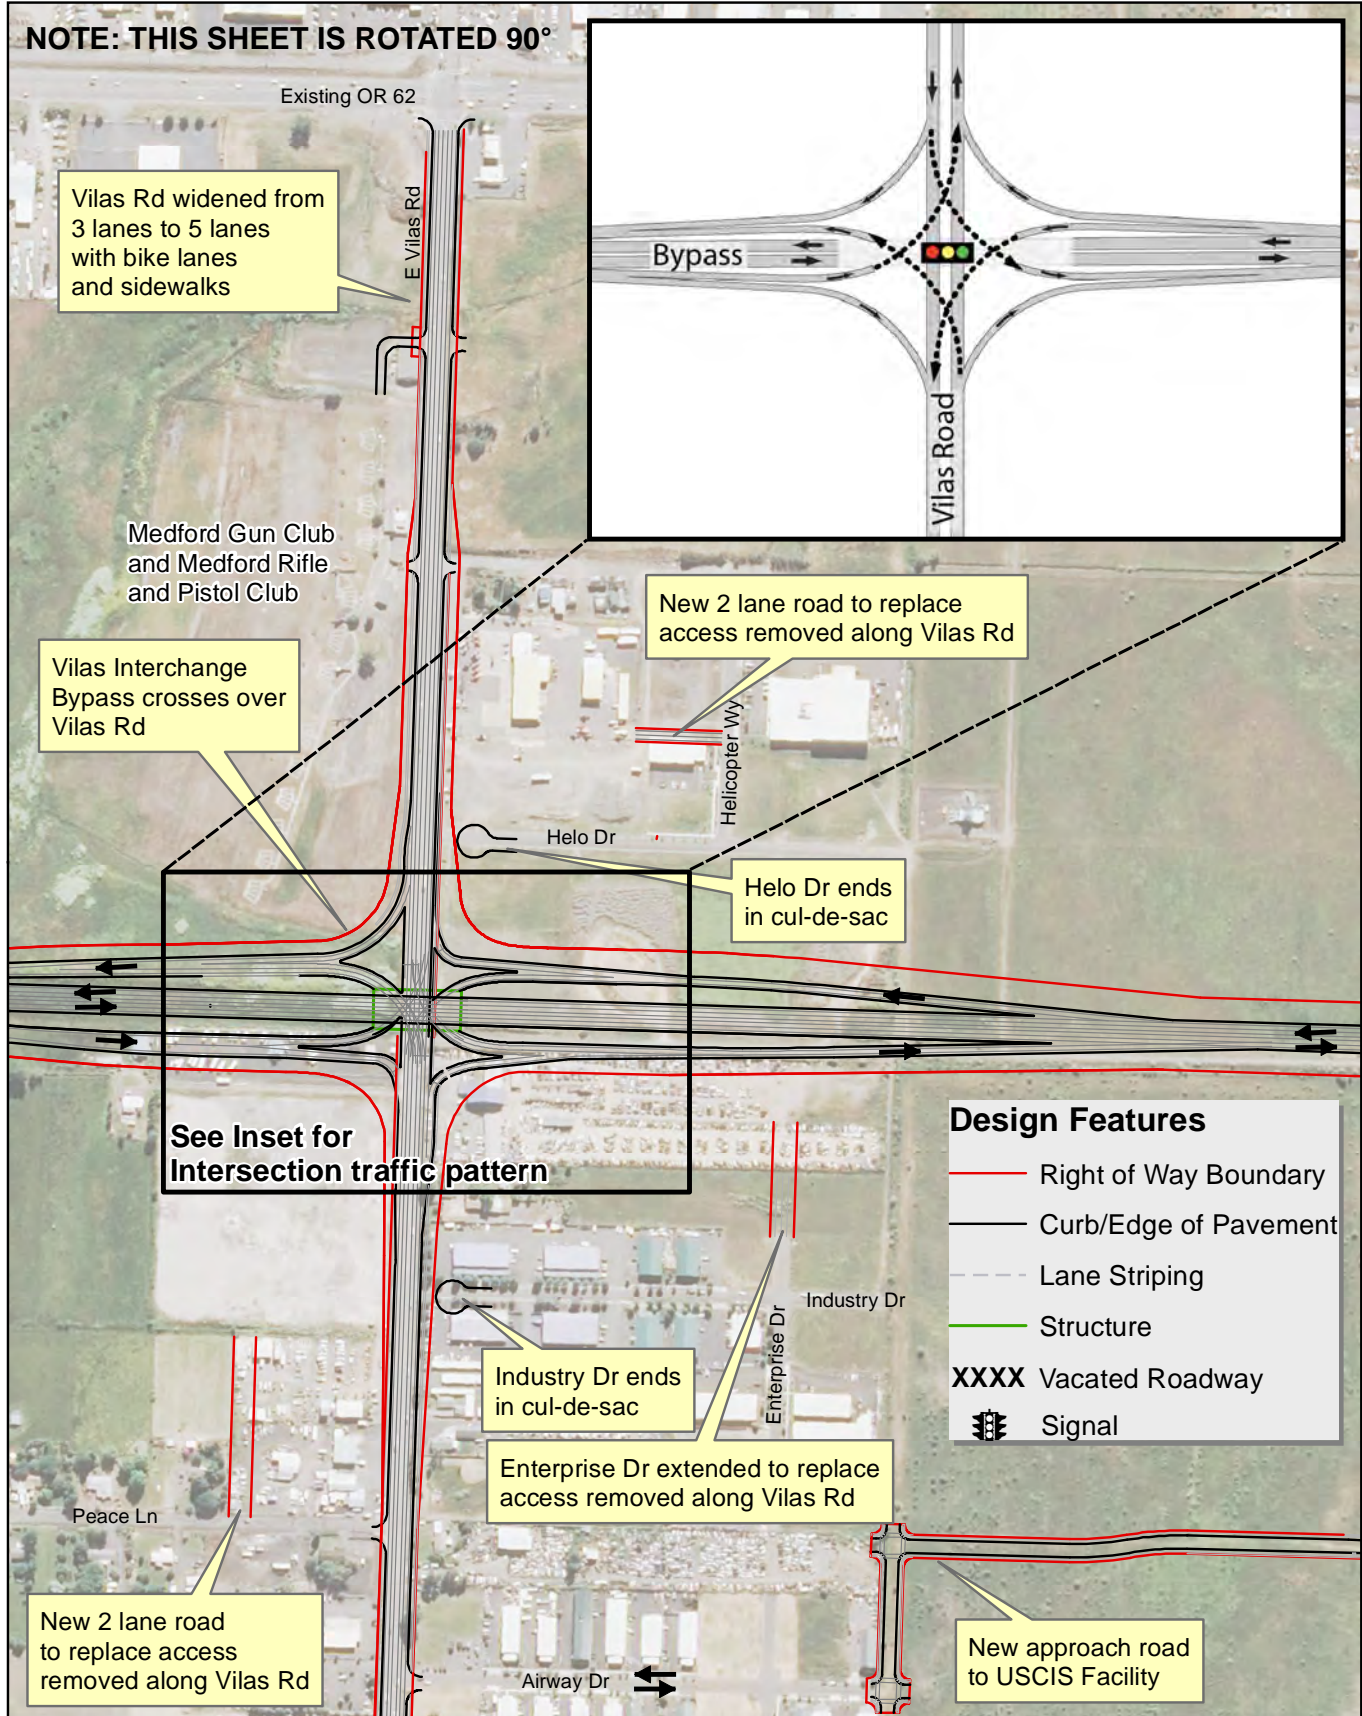 NOTE: THIS SHEET IS ROTATED 90°
Existing OR 62
Vilas Rd widened from
3 lanes to 5 lanes
with bike lanes
and sidewalks
E Vilas Rd
Bypass
Vilas Road
Medford Gun Club
and Medford Rifle
and Pistol Club
New 2 lane road to replace
access removed along Vilas Rd
Vilas Interchange
Bypass crosses over
Vilas Rd
Helicopter Wy
Helo Dr
Helo Dr ends
in cul-de-sac
See Inset for
Intersection traffic pattern
Design Features
Right of Way Boundary
Curb/Edge of Pavement
Lane Striping
Structure
XXXX Vacated Roadway
Signal
Industry Dr
Enterprise Dr
Industry Dr ends
in cul-de-sac
Enterprise Dr extended to replace
access removed along Vilas Rd
Peace Ln
New 2 lane road
to replace access
removed along Vilas Rd
Airway Dr
New approach road
to USCIS Facility